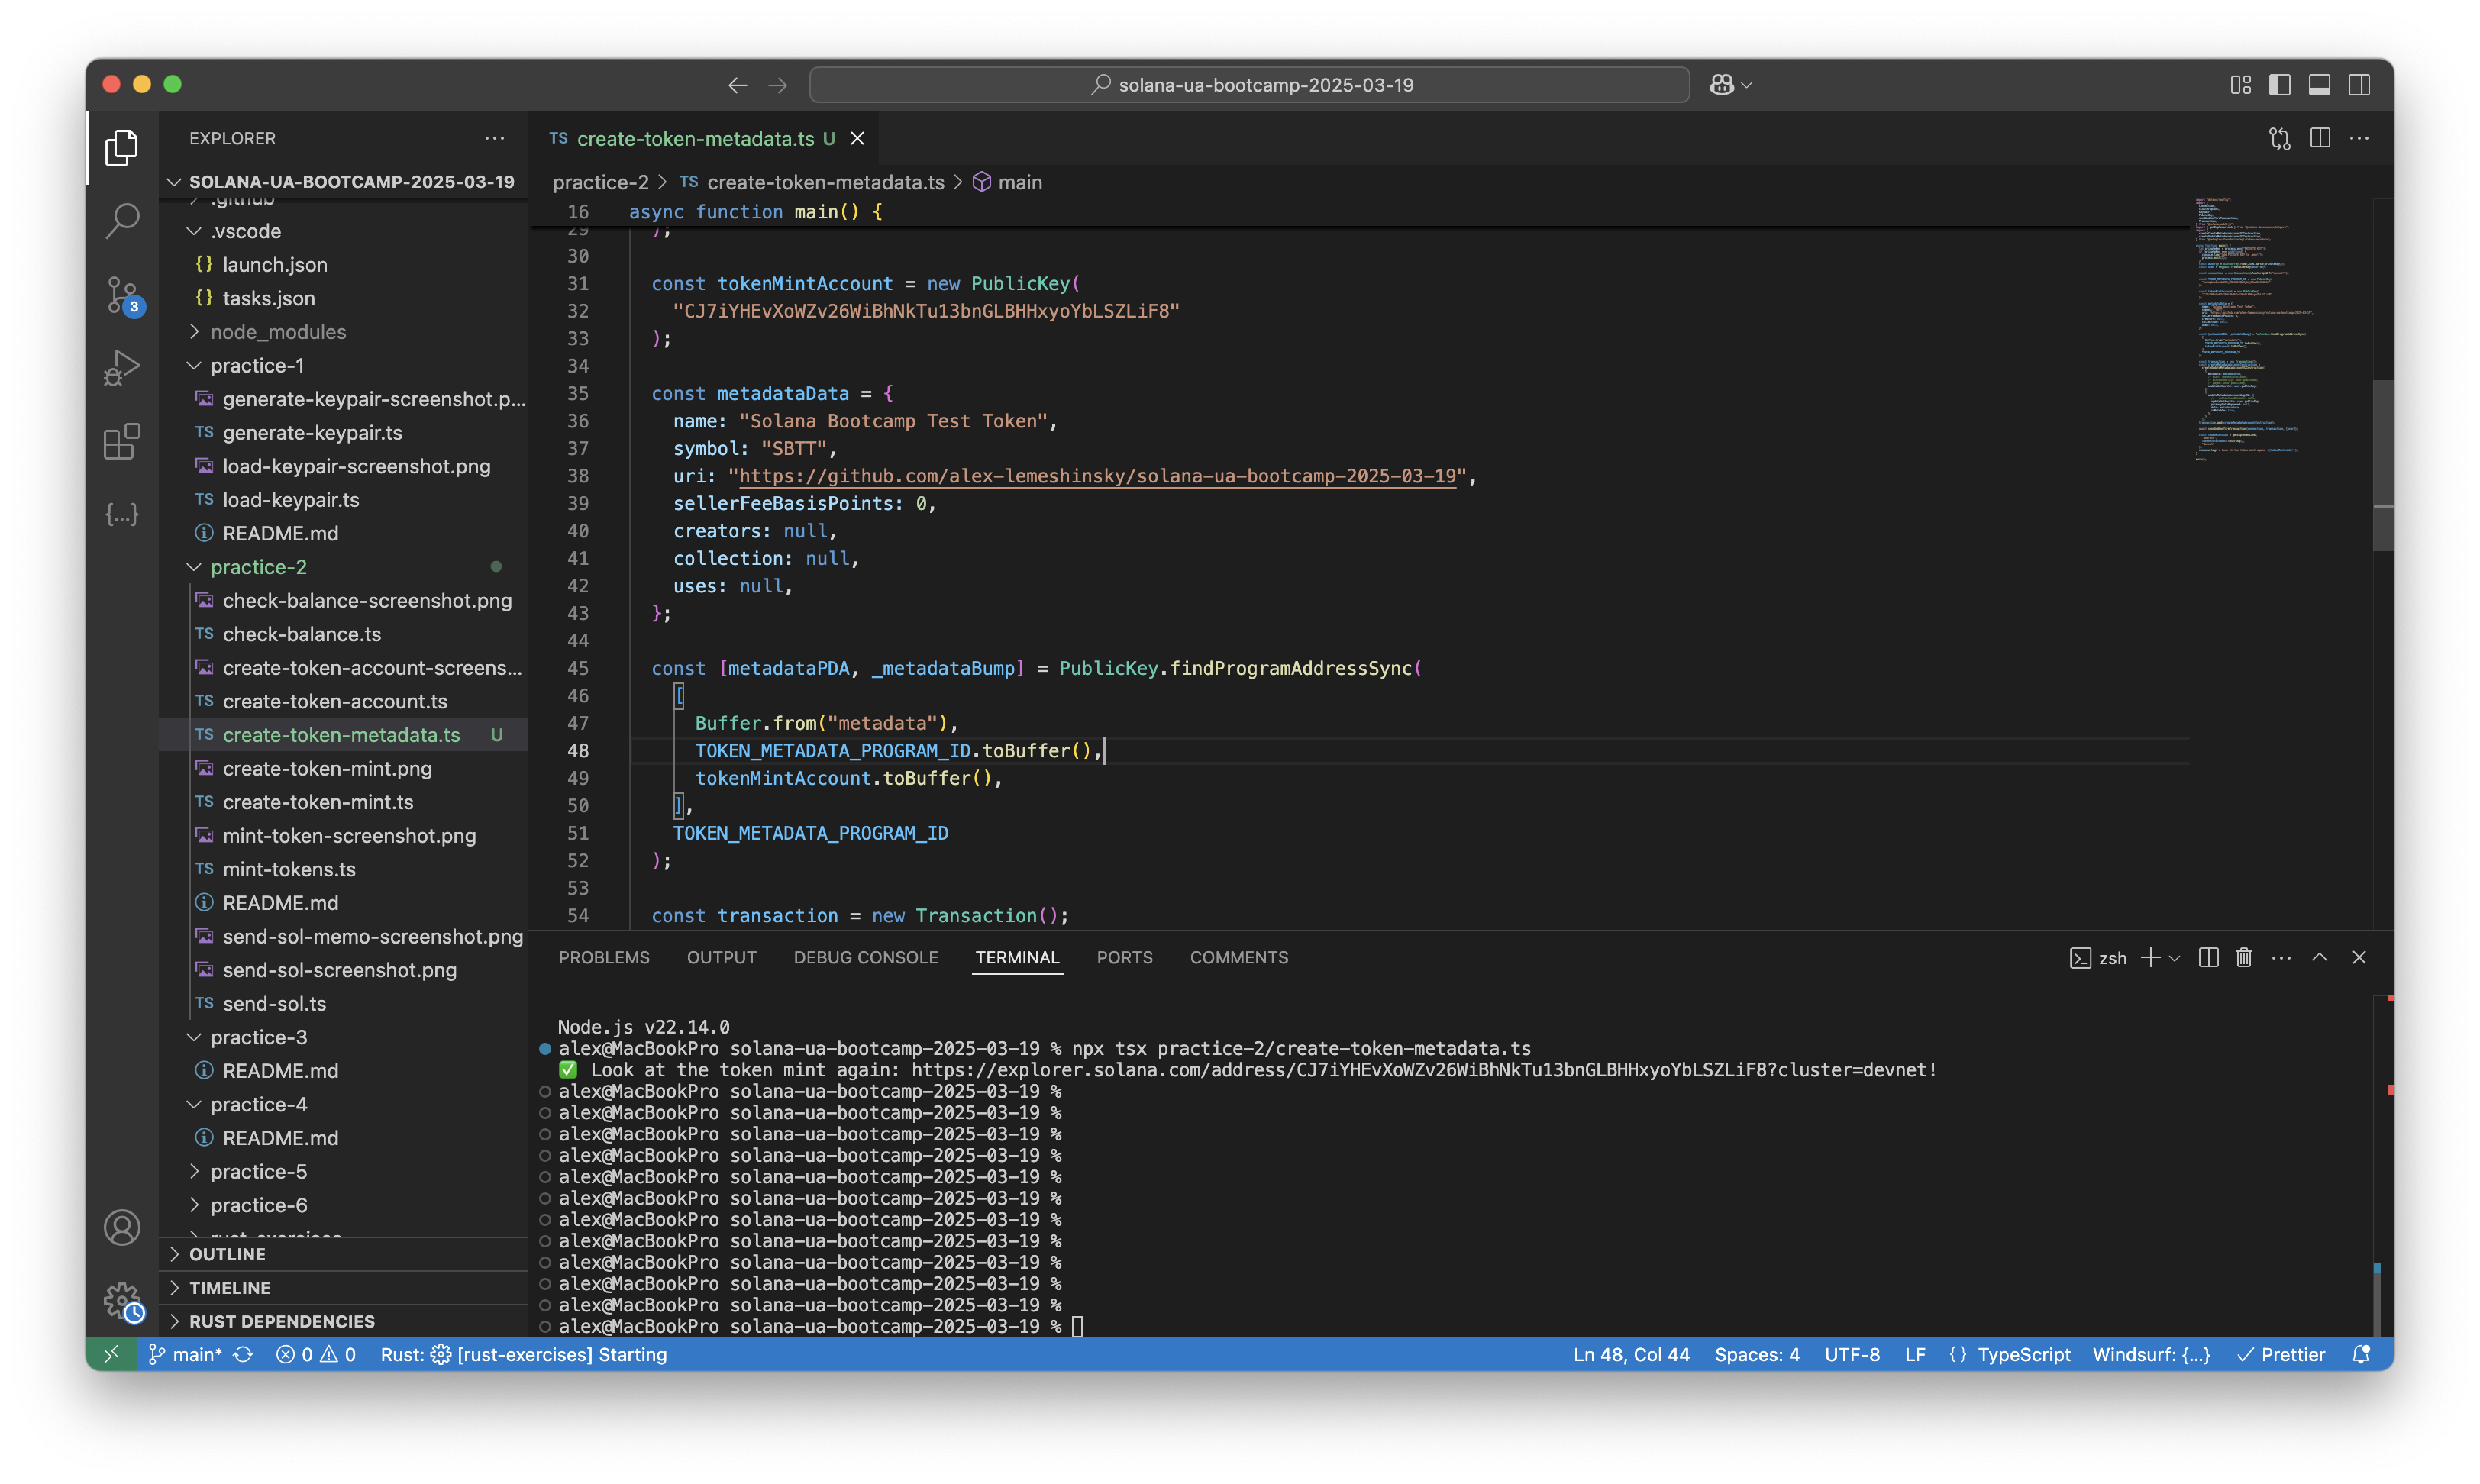 solana-ua-bootcamp-2025-03-19
EXPLORER
SOLANA-UA-BOOTCAMP-2025-03-19
.github
.vscode
{} launch.json
{} tasks.json
node_modules
practice-1
generate-keypair-screenshot.p...
TS generate-keypair.ts
load-keypair-screenshot.png
TS load-keypair.ts
README.md
practice-2
check-balance-screenshot.png
TS check-balance.ts
create-token-account-screens...
TS create-token-account.ts
TS create-token-metadata.ts U
create-token-mint.png
TS create-token-mint.ts
mint-token-screenshot.png
TS mint-tokens.ts
README.md
send-sol-memo-screenshot.png
send-sol-screenshot.png
TS send-sol.ts
practice-3
README.md
practice-4
README.md
practice-5
practice-6
rust-exercises
OUTLINE
TIMELINE
RUST DEPENDENCIES
3
{...}
TS create-token-metadata.ts U
practice-2 > TS create-token-metadata.ts > main
16 async function main() {
29 );
30
31 const tokenMintAccount = new PublicKey(
32 "CJ7iYHEvXoWZv26WiBhNkTu13bnGLBHHxyoYbLSZLiF8"
33 );
34
35 const metadataData = {
36 name: "Solana Bootcamp Test Token",
37 symbol: "SBTT",
38 uri: "https://github.com/alex-lemeshinsky/solana-ua-bootcamp-2025-03-19",
39 sellerFeeBasisPoints: 0,
40 creators: null,
41 collection: null,
42 uses: null,
43 };
44
45 const [metadataPDA, _metadataBump] = PublicKey.findProgramAddressSync(
46 [
47 Buffer.from("metadata"),
48 TOKEN_METADATA_PROGRAM_ID.toBuffer(),
49 tokenMintAccount.toBuffer(),
50 ],
51 TOKEN_METADATA_PROGRAM_ID
52 );
53
54 const transaction = new Transaction();
PROBLEMS OUTPUT DEBUG CONSOLE TERMINAL PORTS COMMENTS
zsh
Node.js v22.14.0
alex@MacBookPro solana-ua-bootcamp-2025-03-19 % npx tsx practice-2/create-token-metadata.ts
✅ Look at the token mint again: https://explorer.solana.com/address/CJ7iYHEvXoWZv26WiBhNkTu13bnGLBHHxyoYbLSZLiF8?cluster=devnet!
alex@MacBookPro solana-ua-bootcamp-2025-03-19 %
alex@MacBookPro solana-ua-bootcamp-2025-03-19 %
alex@MacBookPro solana-ua-bootcamp-2025-03-19 %
alex@MacBookPro solana-ua-bootcamp-2025-03-19 %
alex@MacBookPro solana-ua-bootcamp-2025-03-19 %
alex@MacBookPro solana-ua-bootcamp-2025-03-19 %
alex@MacBookPro solana-ua-bootcamp-2025-03-19 %
alex@MacBookPro solana-ua-bootcamp-2025-03-19 %
alex@MacBookPro solana-ua-bootcamp-2025-03-19 %
alex@MacBookPro solana-ua-bootcamp-2025-03-19 %
alex@MacBookPro solana-ua-bootcamp-2025-03-19 %
alex@MacBookPro solana-ua-bootcamp-2025-03-19 %
main* 0 0 Rust: [rust-exercises] Starting
Ln 48, Col 44 Spaces: 4 UTF-8 LF {} TypeScript Windsurf: {...} Prettier